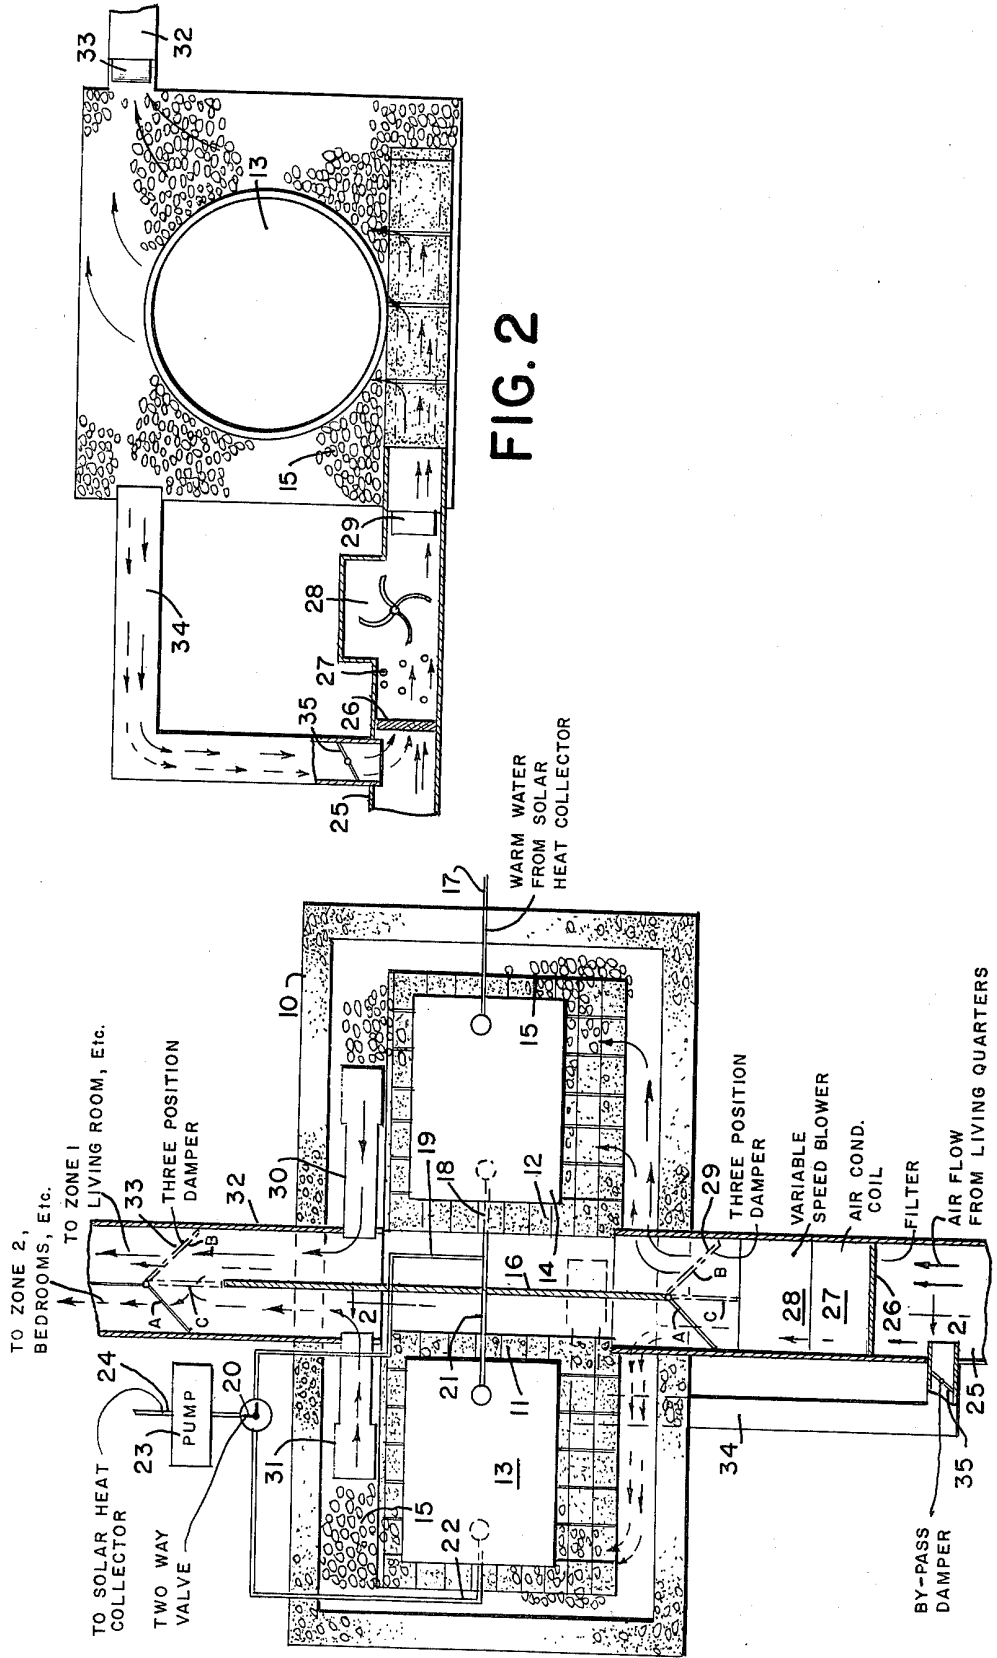 TO ZONE 2,
BEDROOMS, Etc.
TO ZONE 1
LIVING ROOM, Etc.
TO SOLAR HEAT
COLLECTOR
24
23
PUMP
TWO WAY
VALVE
20
A
C
B
33
THREE POSITION
DAMPER
32
10
31
30
2
15
19
22
21
18
17
WARM WATER
FROM SOLAR
HEAT COLLECTOR
13
11
16
14
12
15
A
C
B
29
THREE POSITION
DAMPER
34
28
VARIABLE
SPEED BLOWER
27
AIR COND.
COIL
26
FILTER
BY-PASS
DAMPER
35
25
2
AIR FLOW
FROM LIVING QUARTERS
33
32
34
13
15
35
25
26
27
28
29
FIG. 2